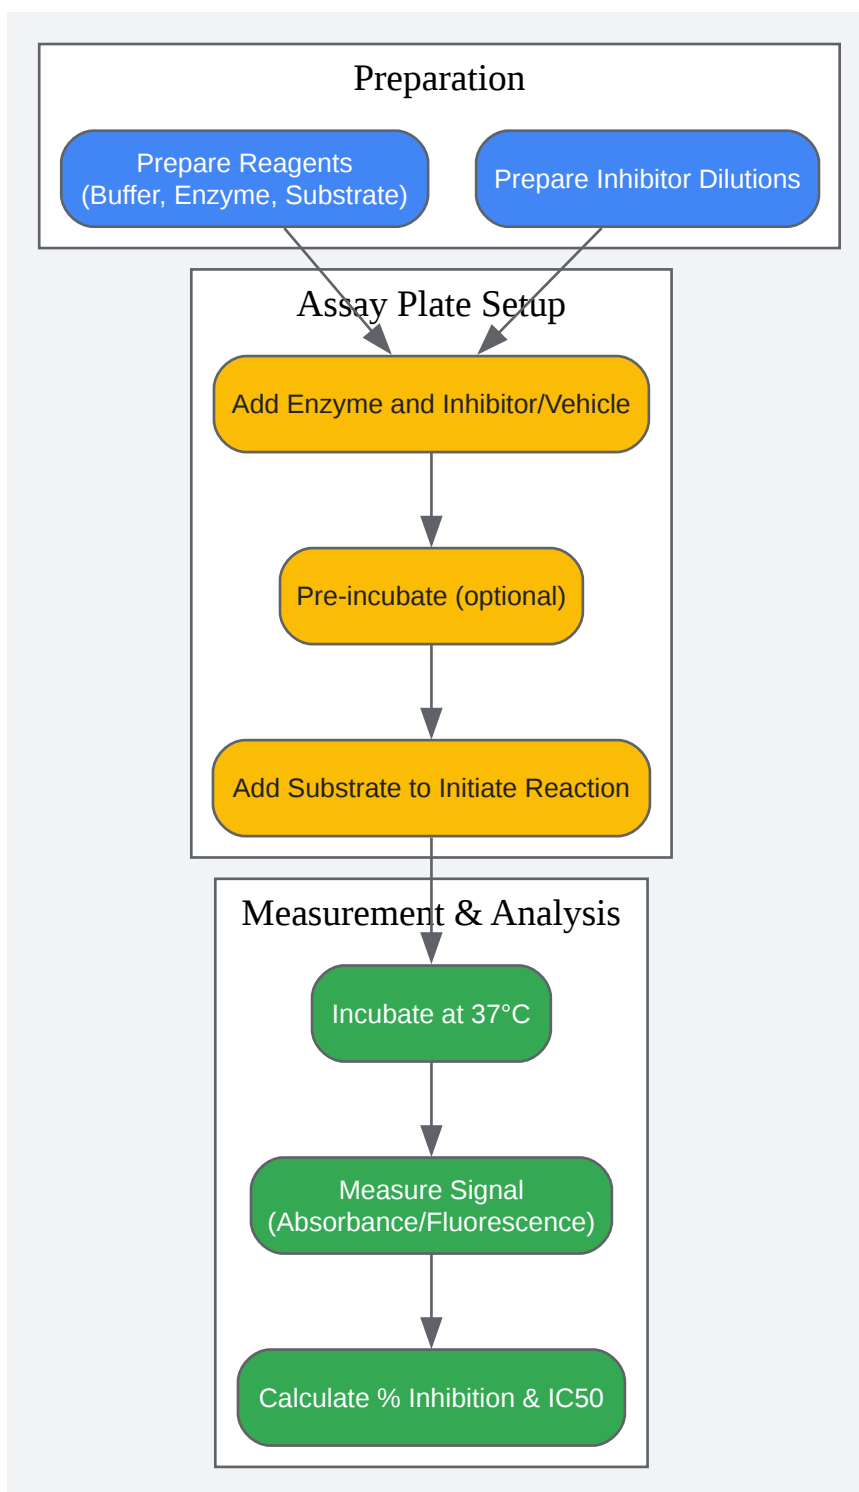 Preparation
Prepare Reagents
(Buffer, Enzyme, Substrate)
Prepare Inhibitor Dilutions
Assay Plate Setup
Add Enzyme and Inhibitor/Vehicle
Pre-incubate (optional)
Add Substrate to Initiate Reaction
Measurement & Analysis
Incubate at 37°C
Measure Signal
(Absorbance/Fluorescence)
Calculate % Inhibition & IC50